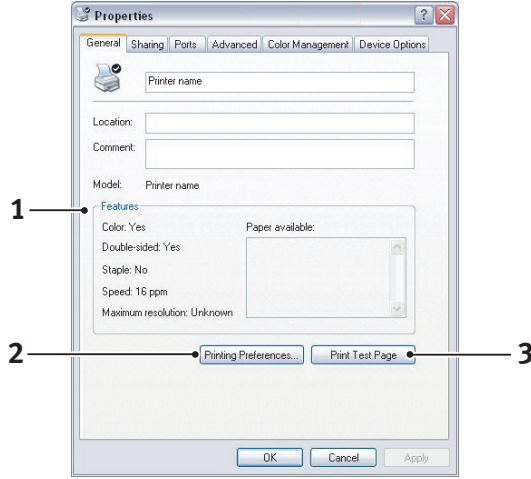 Properties
General Sharing Ports Advanced Color Management Device Options
Printer name
Location:
Comment:
Model: Printer name
1
Features
Color: Yes Paper available:
Double-sided: Yes
Staple: No
Speed: 16 ppm
Maximum resolution: Unknown
2 Printing Preferences... Print Test Page 3
OK Cancel Apply